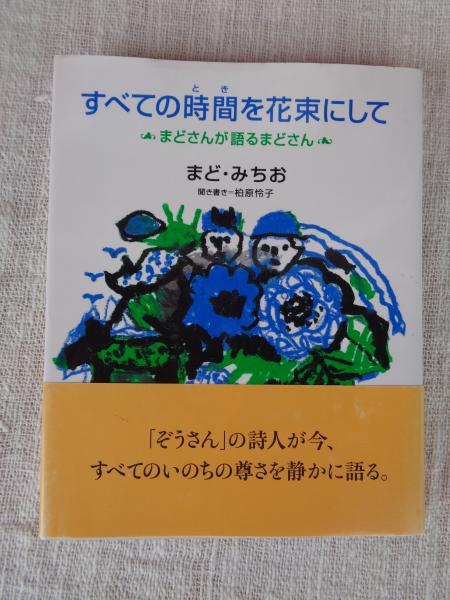 とき
すべての時間を花束にして
まどさんが語るまどさん
まど・みちお
聞き書き=柏原怜子
「ぞうさん」の詩人が今、
すべてのいのちの尊さを静かに語る。